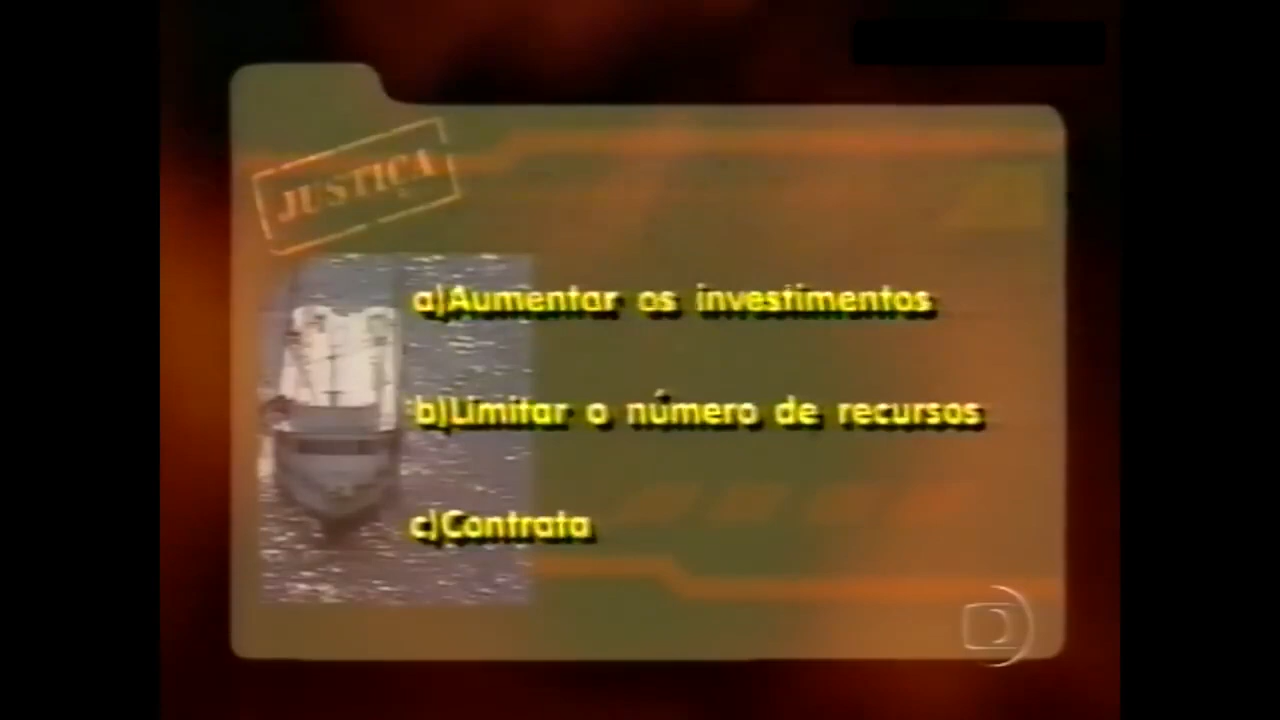 JUSTIÇA
a)Aumentar os investimentos
b)Limitar o número de recursos
c)Contrata